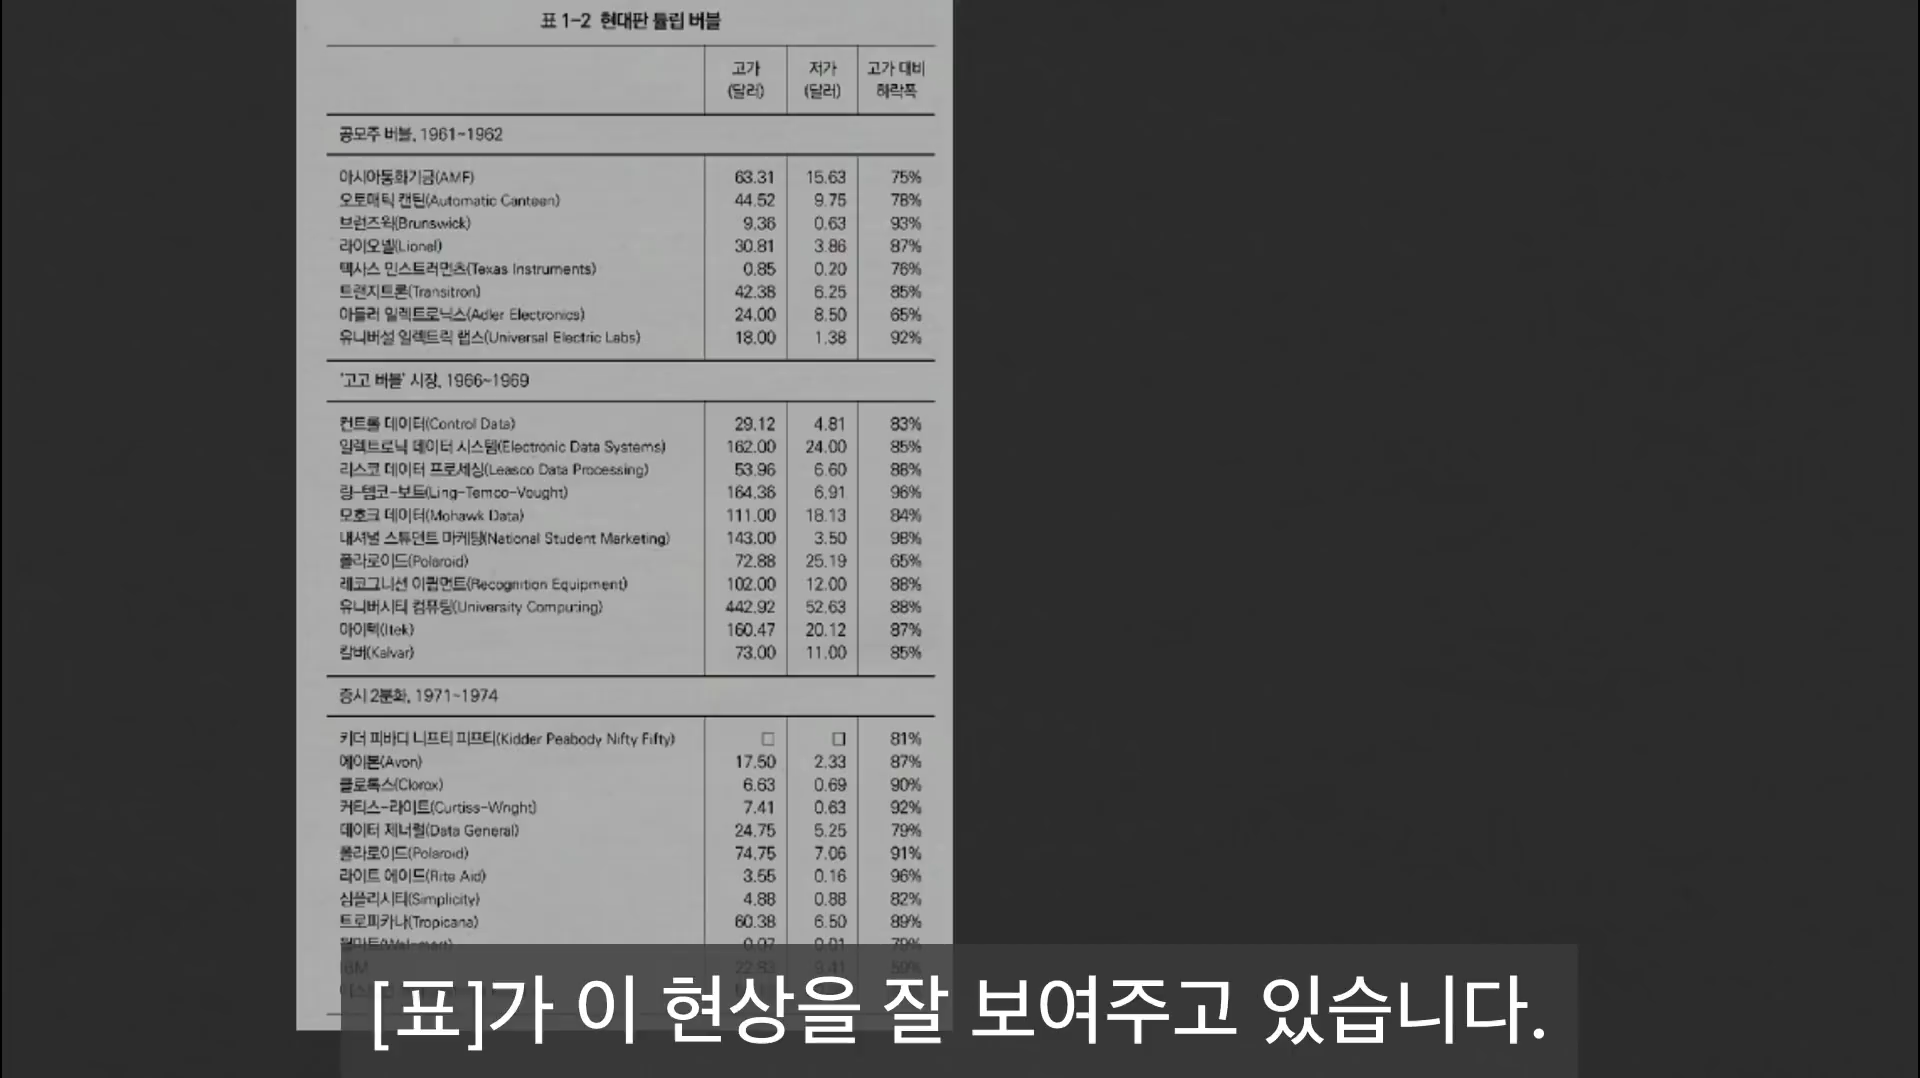 표 1-2 현대판 튤립 버블
고가 (달러) 저가 (달러) 고가 대비 하락폭
공모주 버블, 1961~1962
아시아동화기금(AMF) 63.31 15.63 75%
오토매틱 캔틴(Automatic Canteen) 44.52 9.75 78%
브런즈윅(Brunswick) 9.36 0.63 93%
라이오넬(Lionel) 30.81 3.86 87%
텍사스 인스트러먼츠(Texas Instruments) 0.85 0.20 76%
트랜지트론(Transitron) 42.38 6.25 85%
아들러 일렉트로닉스(Adler Electronics) 24.00 8.50 65%
유니버설 일렉트릭 랩스(Universal Electric Labs) 18.00 1.38 92%
'고고 버블' 시장, 1966~1969
컨트롤 데이터(Control Data) 29.12 4.81 83%
일렉트로닉 데이터 시스템(Electronic Data Systems) 162.00 24.00 85%
리스코 데이터 프로세싱(Leasco Data Processing) 53.96 6.60 88%
링-템코-보트(Ling-Temco-Vought) 164.36 6.91 96%
모호크 데이터(Mohawk Data) 111.00 18.13 84%
내셔널 스튜던트 마케팅(National Student Marketing) 143.00 3.50 98%
폴라로이드(Polaroid) 72.88 25.19 65%
레코그니션 이큅먼트(Recognition Equipment) 102.00 12.00 88%
유니버시티 컴퓨팅(University Computing) 442.92 52.63 88%
아이텍(Itek) 160.47 20.12 87%
칼버(Kalvar) 73.00 11.00 85%
증시 2분화, 1971~1974
키더 피바디 니프티 피프티(Kidder Peabody Nifty Fifty) □ □ 81%
에이본(Avon) 17.50 2.33 87%
클로록스(Clorox) 6.63 0.69 90%
커티스-라이트(Curtiss-Wright) 7.41 0.63 92%
데이터 제너럴(Data General) 24.75 5.25 79%
폴라로이드(Polaroid) 74.75 7.06 91%
라이트 에이드(Rite Aid) 3.55 0.16 96%
심플리시티(Simplicity) 4.88 0.88 82%
트로피카나(Tropicana) 60.38 6.50 89%
월마트(Wal-mart) 0.07 0.01 79%
IBM
[표]가 이 현상을 잘 보여주고 있습니다.